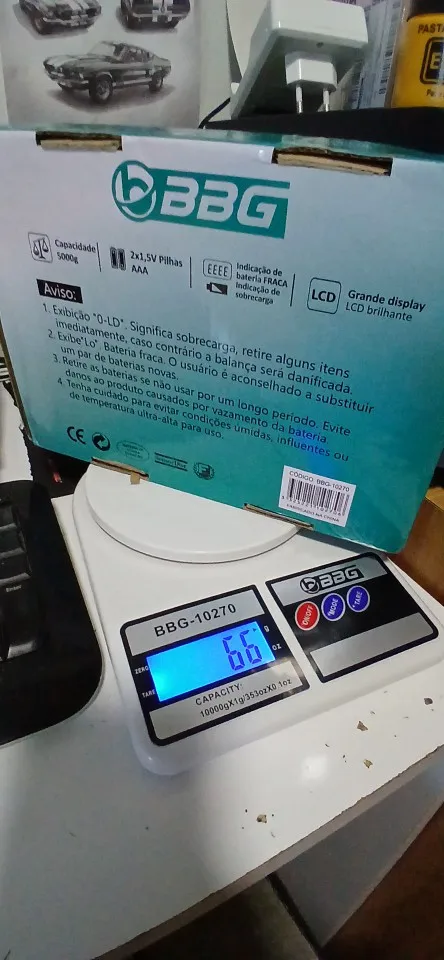 PASTA
BBG
Capacidade
5000g
2x1,5V Pilhas
AAA
EEEE
Indicação de
bateria FRACA
Indicação de
sobrecarga
LCD
Grande display
LCD brilhante
Aviso:
1. Exibição "0-LD". Significa sobrecarga, retire alguns itens
imediatamente, caso contrário a balança será danificada.
2. Exibe"Lo". Bateria fraca. O usuário é aconselhado a substituir
um par de baterias novas.
3. Retire as baterias se não usar por um longo período. Evite
danos ao produto causados por vazamento da bateria.
4. Tenha cuidado para evitar condições úmidas, influentes ou
de temperatura ultra-alta para uso.
CE
CÓDIGO: BBG-10270
FABRICADO NA CHINA
BBG
ON/OFF
MODE
TARE
BBG-10270
ZERO
TARE
66
g
oz
CAPACITY:
10000gX1g/353ozX0.1oz